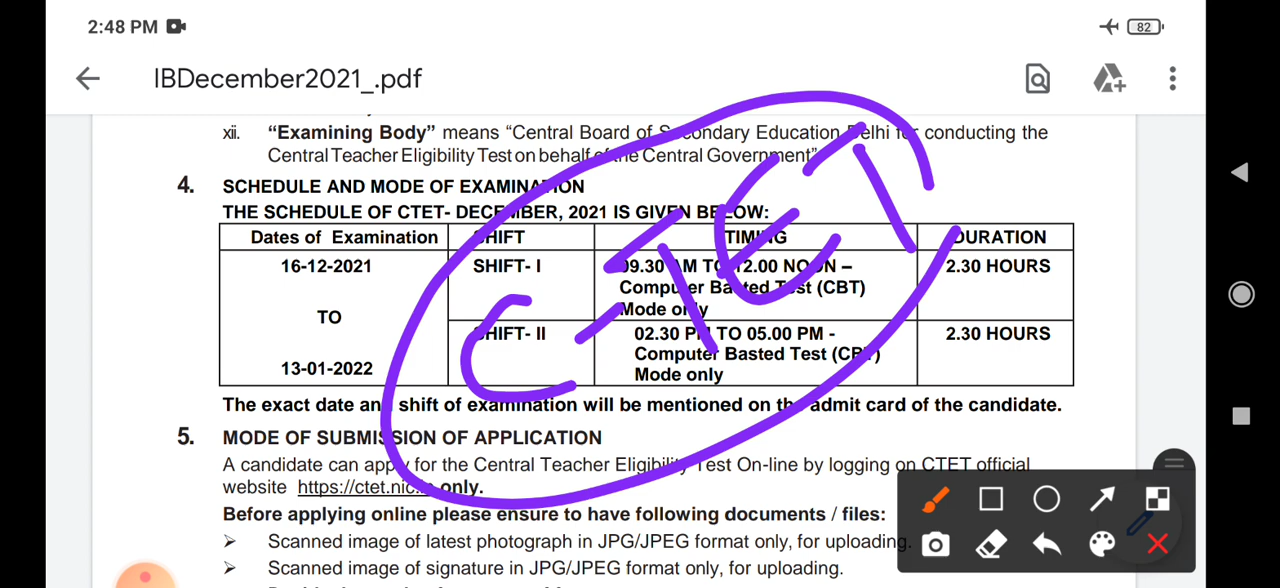 2:48 PM
82
IBDecember2021_.pdf
xii. “Examining Body” means “Central Board of Secondary Education Delhi for conducting the
Central Teacher Eligibility Test on behalf of the Central Government”
4. SCHEDULE AND MODE OF EXAMINATION
THE SCHEDULE OF CTET- DECEMBER, 2021 IS GIVEN BELOW:
Dates of Examination SHIFT TIMING DURATION
16-12-2021 SHIFT- I 09.30 AM TO 12.00 NOON – 2.30 HOURS
Computer Basted Test (CBT)
TO Mode only
SHIFT- II 02.30 PM TO 05.00 PM - 2.30 HOURS
Computer Basted Test (CBT)
13-01-2022 Mode only
CTET
The exact date and shift of examination will be mentioned on the admit card of the candidate.
5. MODE OF SUBMISSION OF APPLICATION
A candidate can apply for the Central Teacher Eligibility Test On-line by logging on CTET official
website https://ctet.nic.in only.
Before applying online please ensure to have following documents / files:
➢ Scanned image of latest photograph in JPG/JPEG format only, for uploading.
➢ Scanned image of signature in JPG/JPEG format only, for uploading.